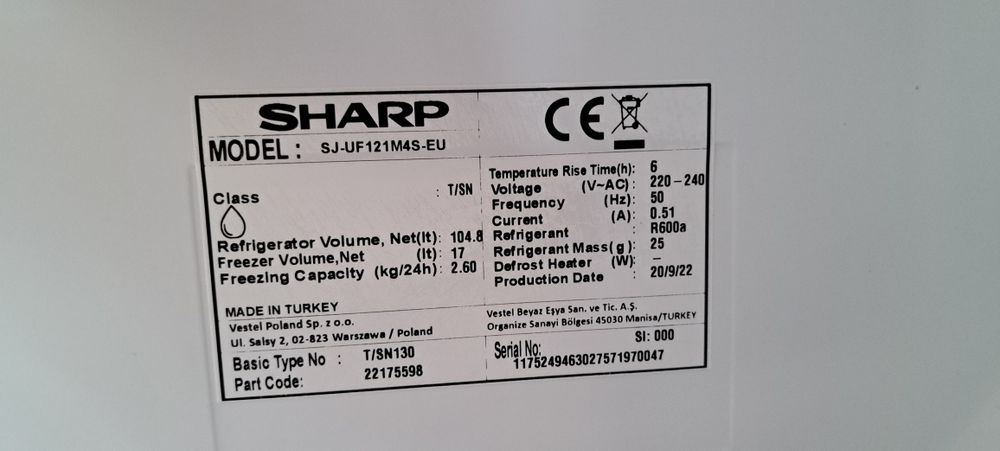 SHARP
CE
MODEL : SJ-UF121M4S-EU
Class : T/SN
Refrigerator Volume, Net(lt): 104.8
Freezer Volume,Net (lt): 17
Freezing Capacity (kg/24h): 2.60
Temperature Rise Time(h): 6
Voltage (V~AC) : 220-240
Frequency (Hz): 50
Current (A): 0.51
Refrigerant : R600a
Refrigerant Mass( g) : 25
Defrost Heater (W): –
Production Date : 20/9/22
MADE IN TURKEY
Vestel Poland Sp. z o.o.
Ul. Salsy 2, 02-823 Warszawa / Poland
Vestel Beyaz Eşya San. ve Tic. A.Ş.
Organize Sanayi Bölgesi 45030 Manisa/TURKEY
Basic Type No : T/SN130
Part Code: 22175598
SI: 000
Serial No:
1175249463027571970047